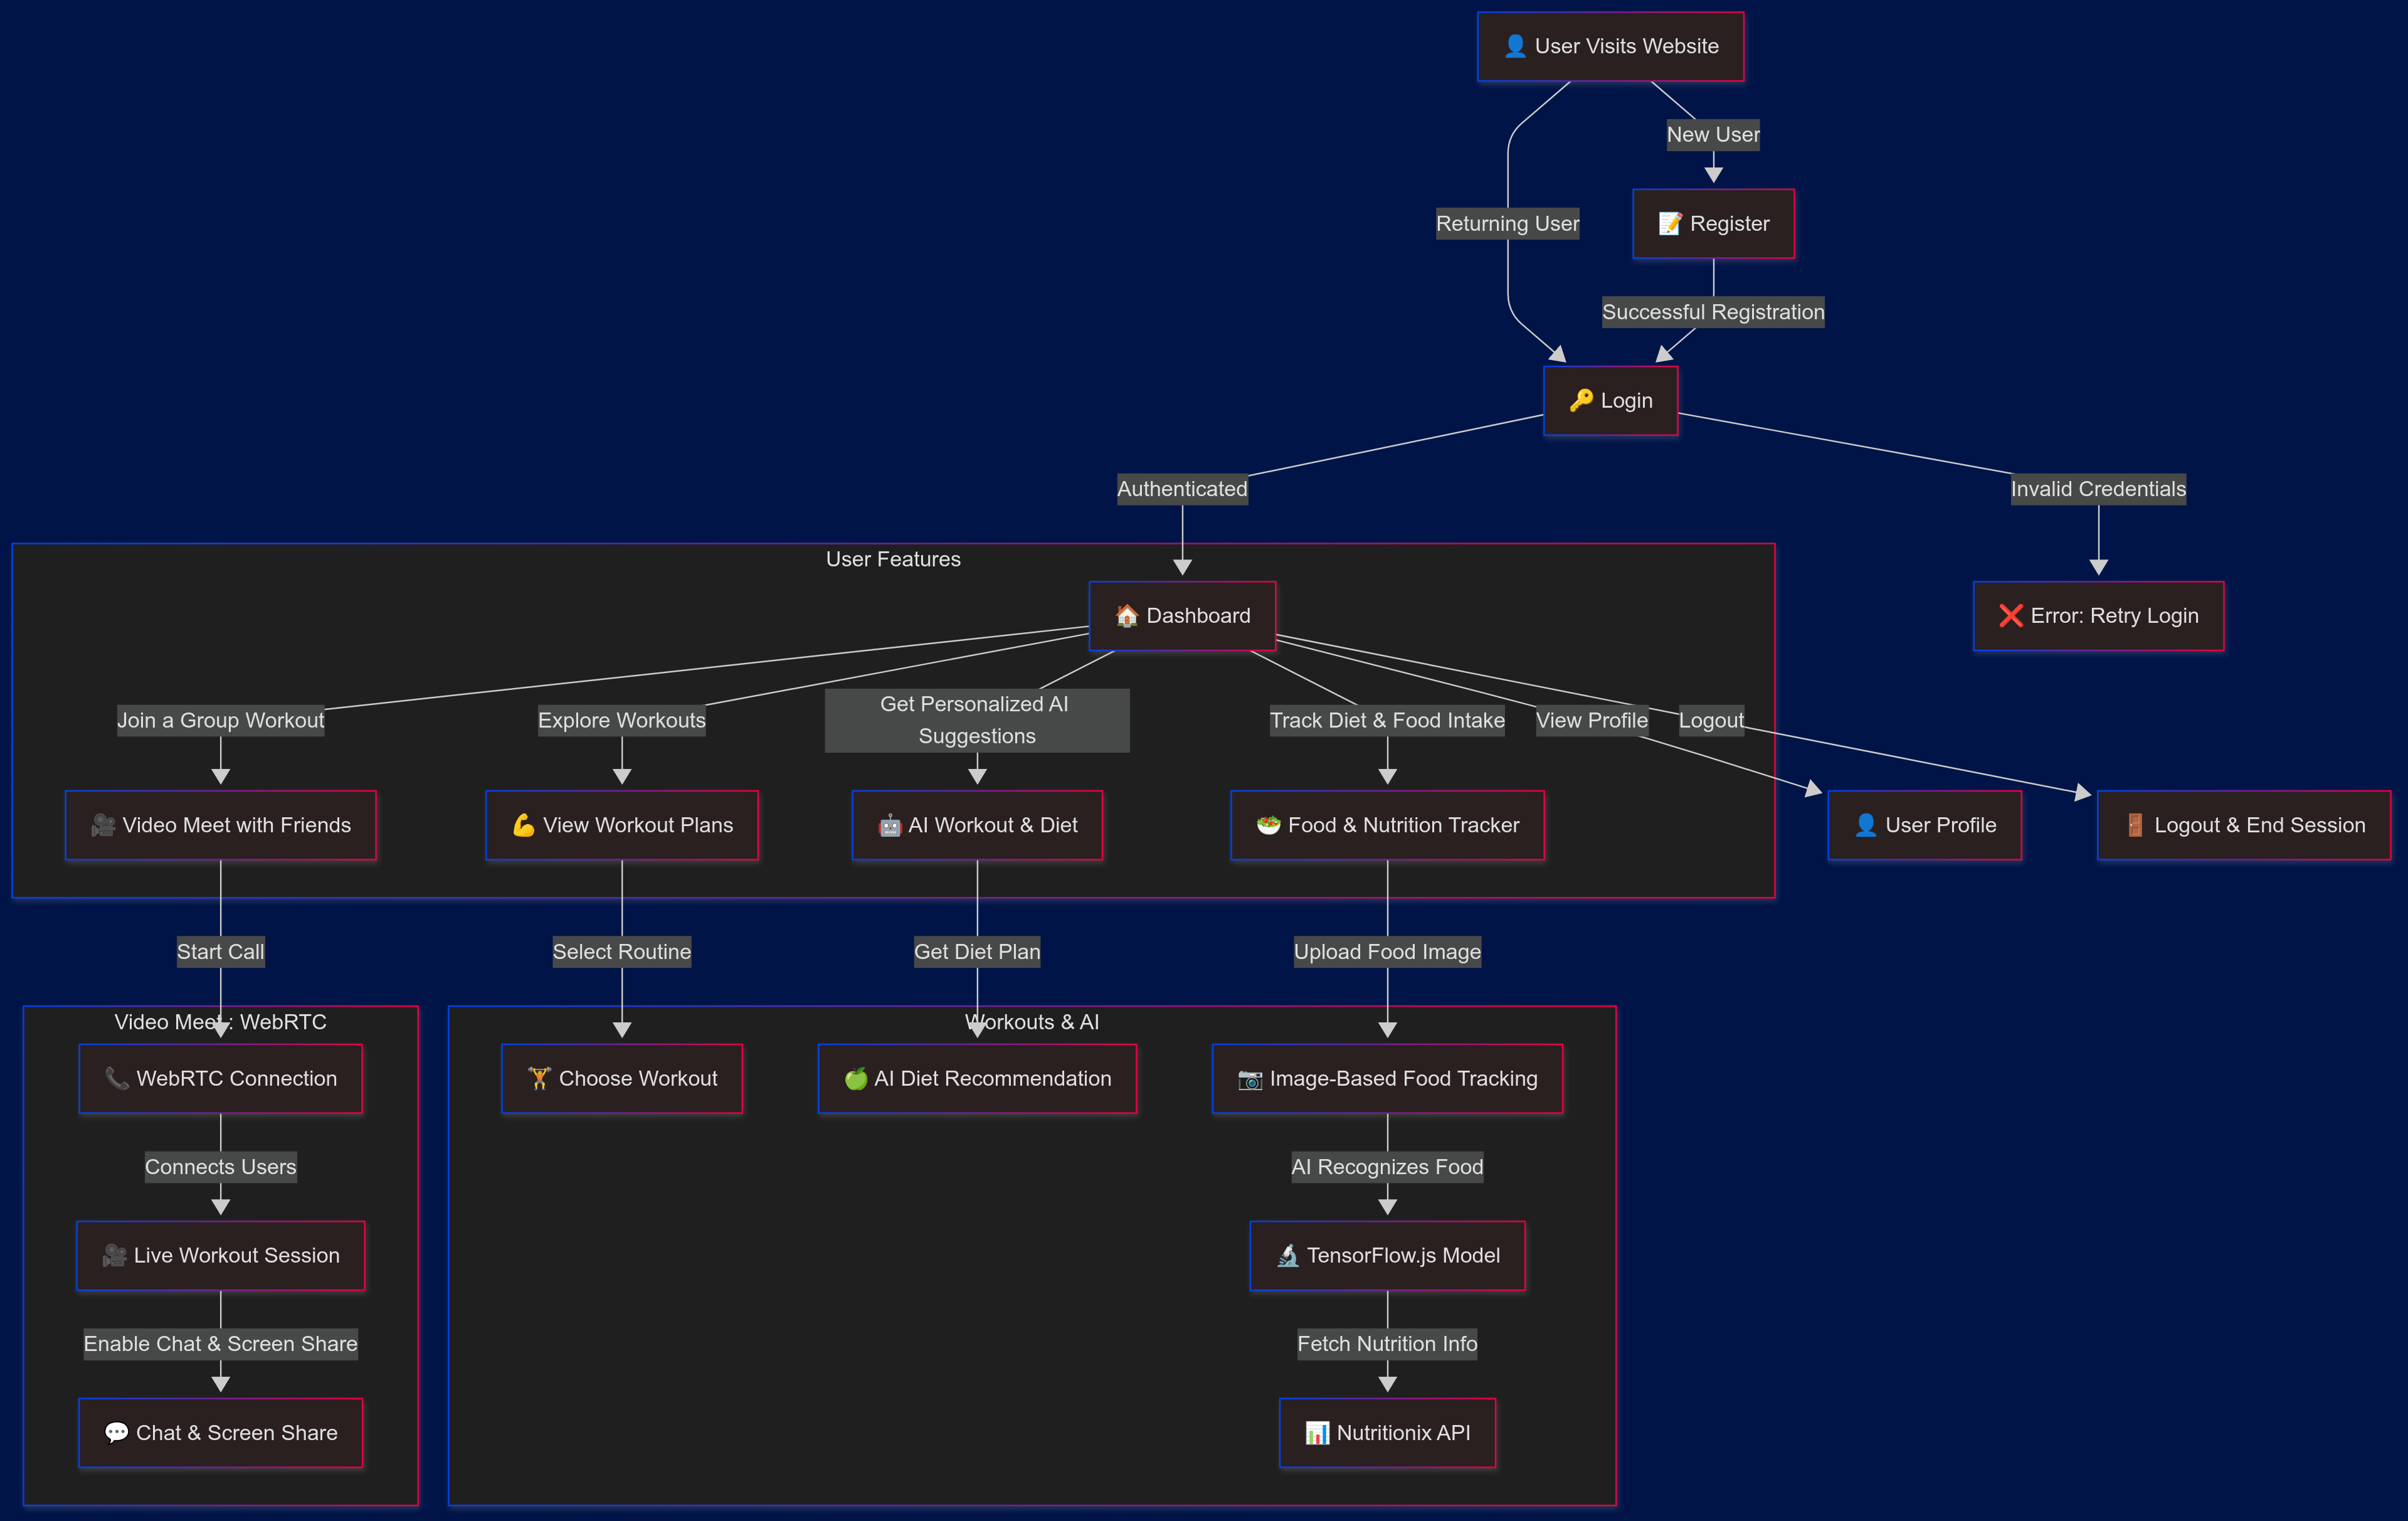 👤 User Visits Website
New User
Returning User
📝 Register
Successful Registration
🔑 Login
Authenticated
Invalid Credentials
User Features
🏠 Dashboard
❌ Error: Retry Login
Join a Group Workout
Explore Workouts
Get Personalized AI
Suggestions
Track Diet & Food Intake
View Profile
Logout
🎥 Video Meet with Friends
💪 View Workout Plans
🤖 AI Workout & Diet
🥗 Food & Nutrition Tracker
👤 User Profile
🚪 Logout & End Session
Start Call
Select Routine
Get Diet Plan
Upload Food Image
Video Meet : WebRTC
Workouts & AI
📞 WebRTC Connection
🏋 Choose Workout
🍏 AI Diet Recommendation
📷 Image-Based Food Tracking
Connects Users
AI Recognizes Food
🎥 Live Workout Session
🔬 TensorFlow.js Model
Enable Chat & Screen Share
Fetch Nutrition Info
💬 Chat & Screen Share
📊 Nutritionix API